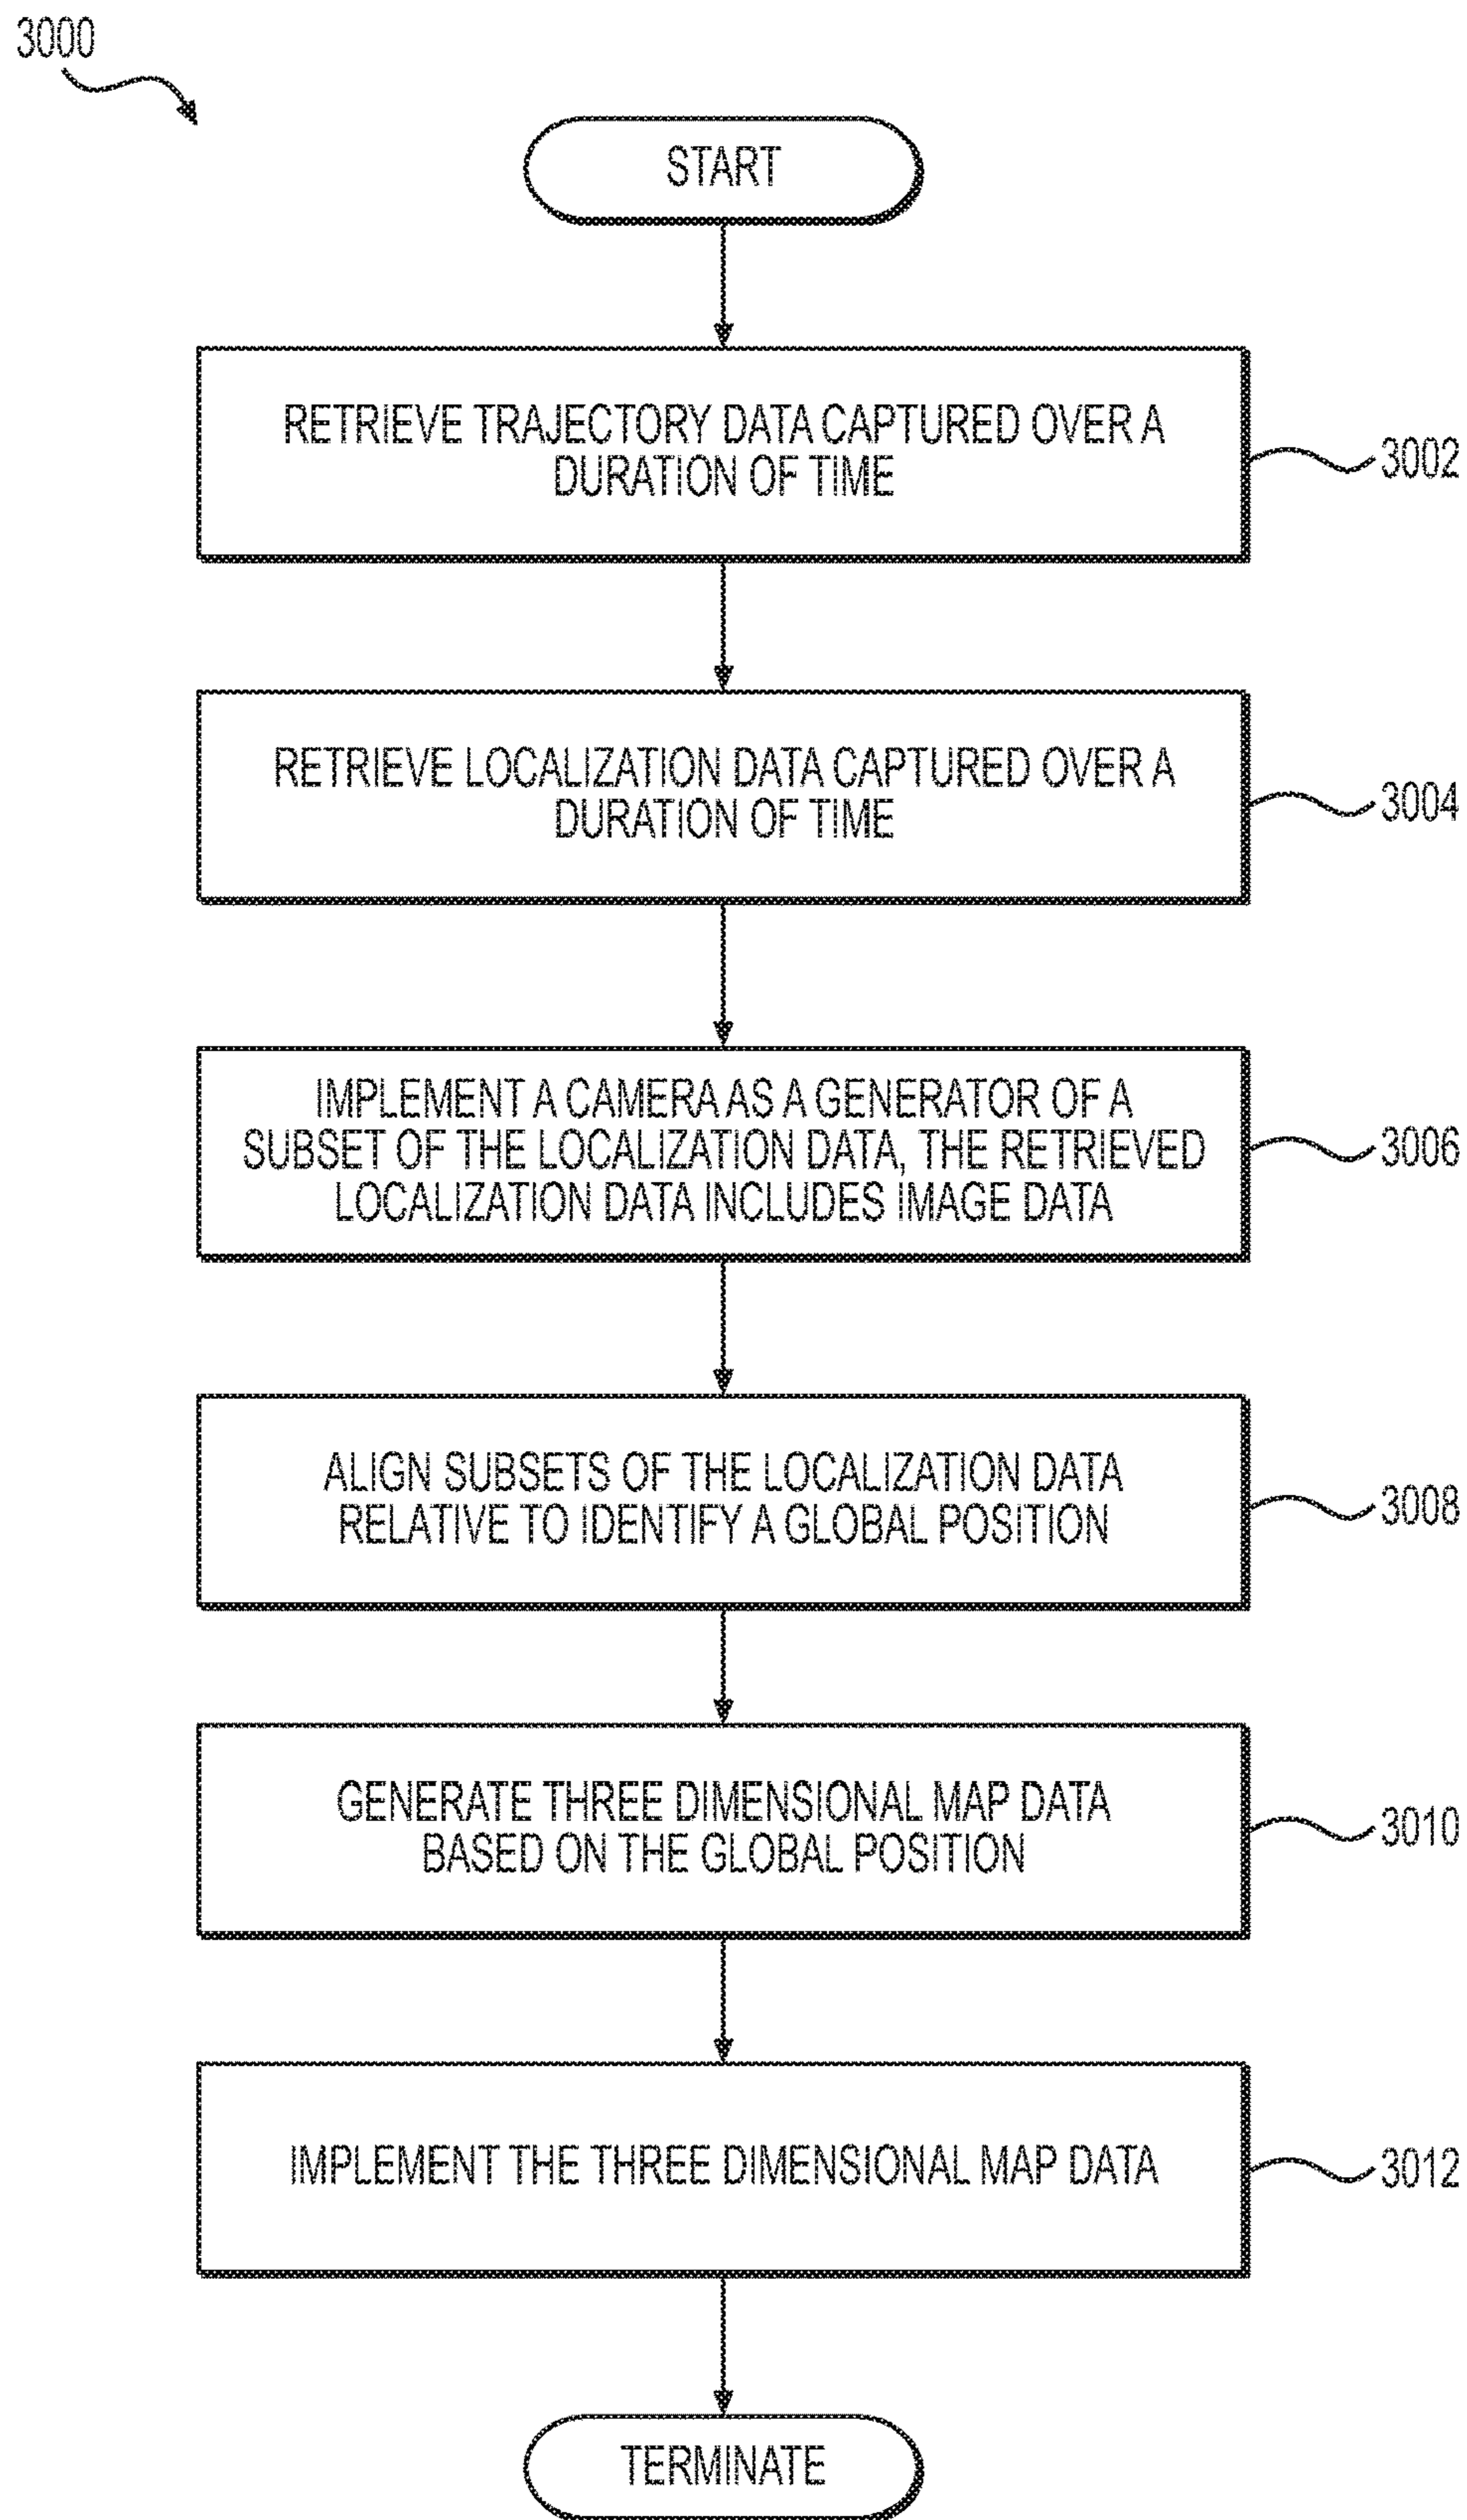 3000
START
RETRIEVE TRAJECTORY DATA CAPTURED OVER A
DURATION OF TIME
3002
RETRIEVE LOCALIZATION DATA CAPTURED OVER A
DURATION OF TIME
3004
IMPLEMENT A CAMERA AS A GENERATOR OF A
SUBSET OF THE LOCALIZATION DATA, THE RETRIEVED
LOCALIZATION DATA INCLUDES IMAGE DATA
3006
ALIGN SUBSETS OF THE LOCALIZATION DATA
RELATIVE TO IDENTIFY A GLOBAL POSITION
3008
GENERATE THREE DIMENSIONAL MAP DATA
BASED ON THE GLOBAL POSITION
3010
IMPLEMENT THE THREE DIMENSIONAL MAP DATA
3012
TERMINATE